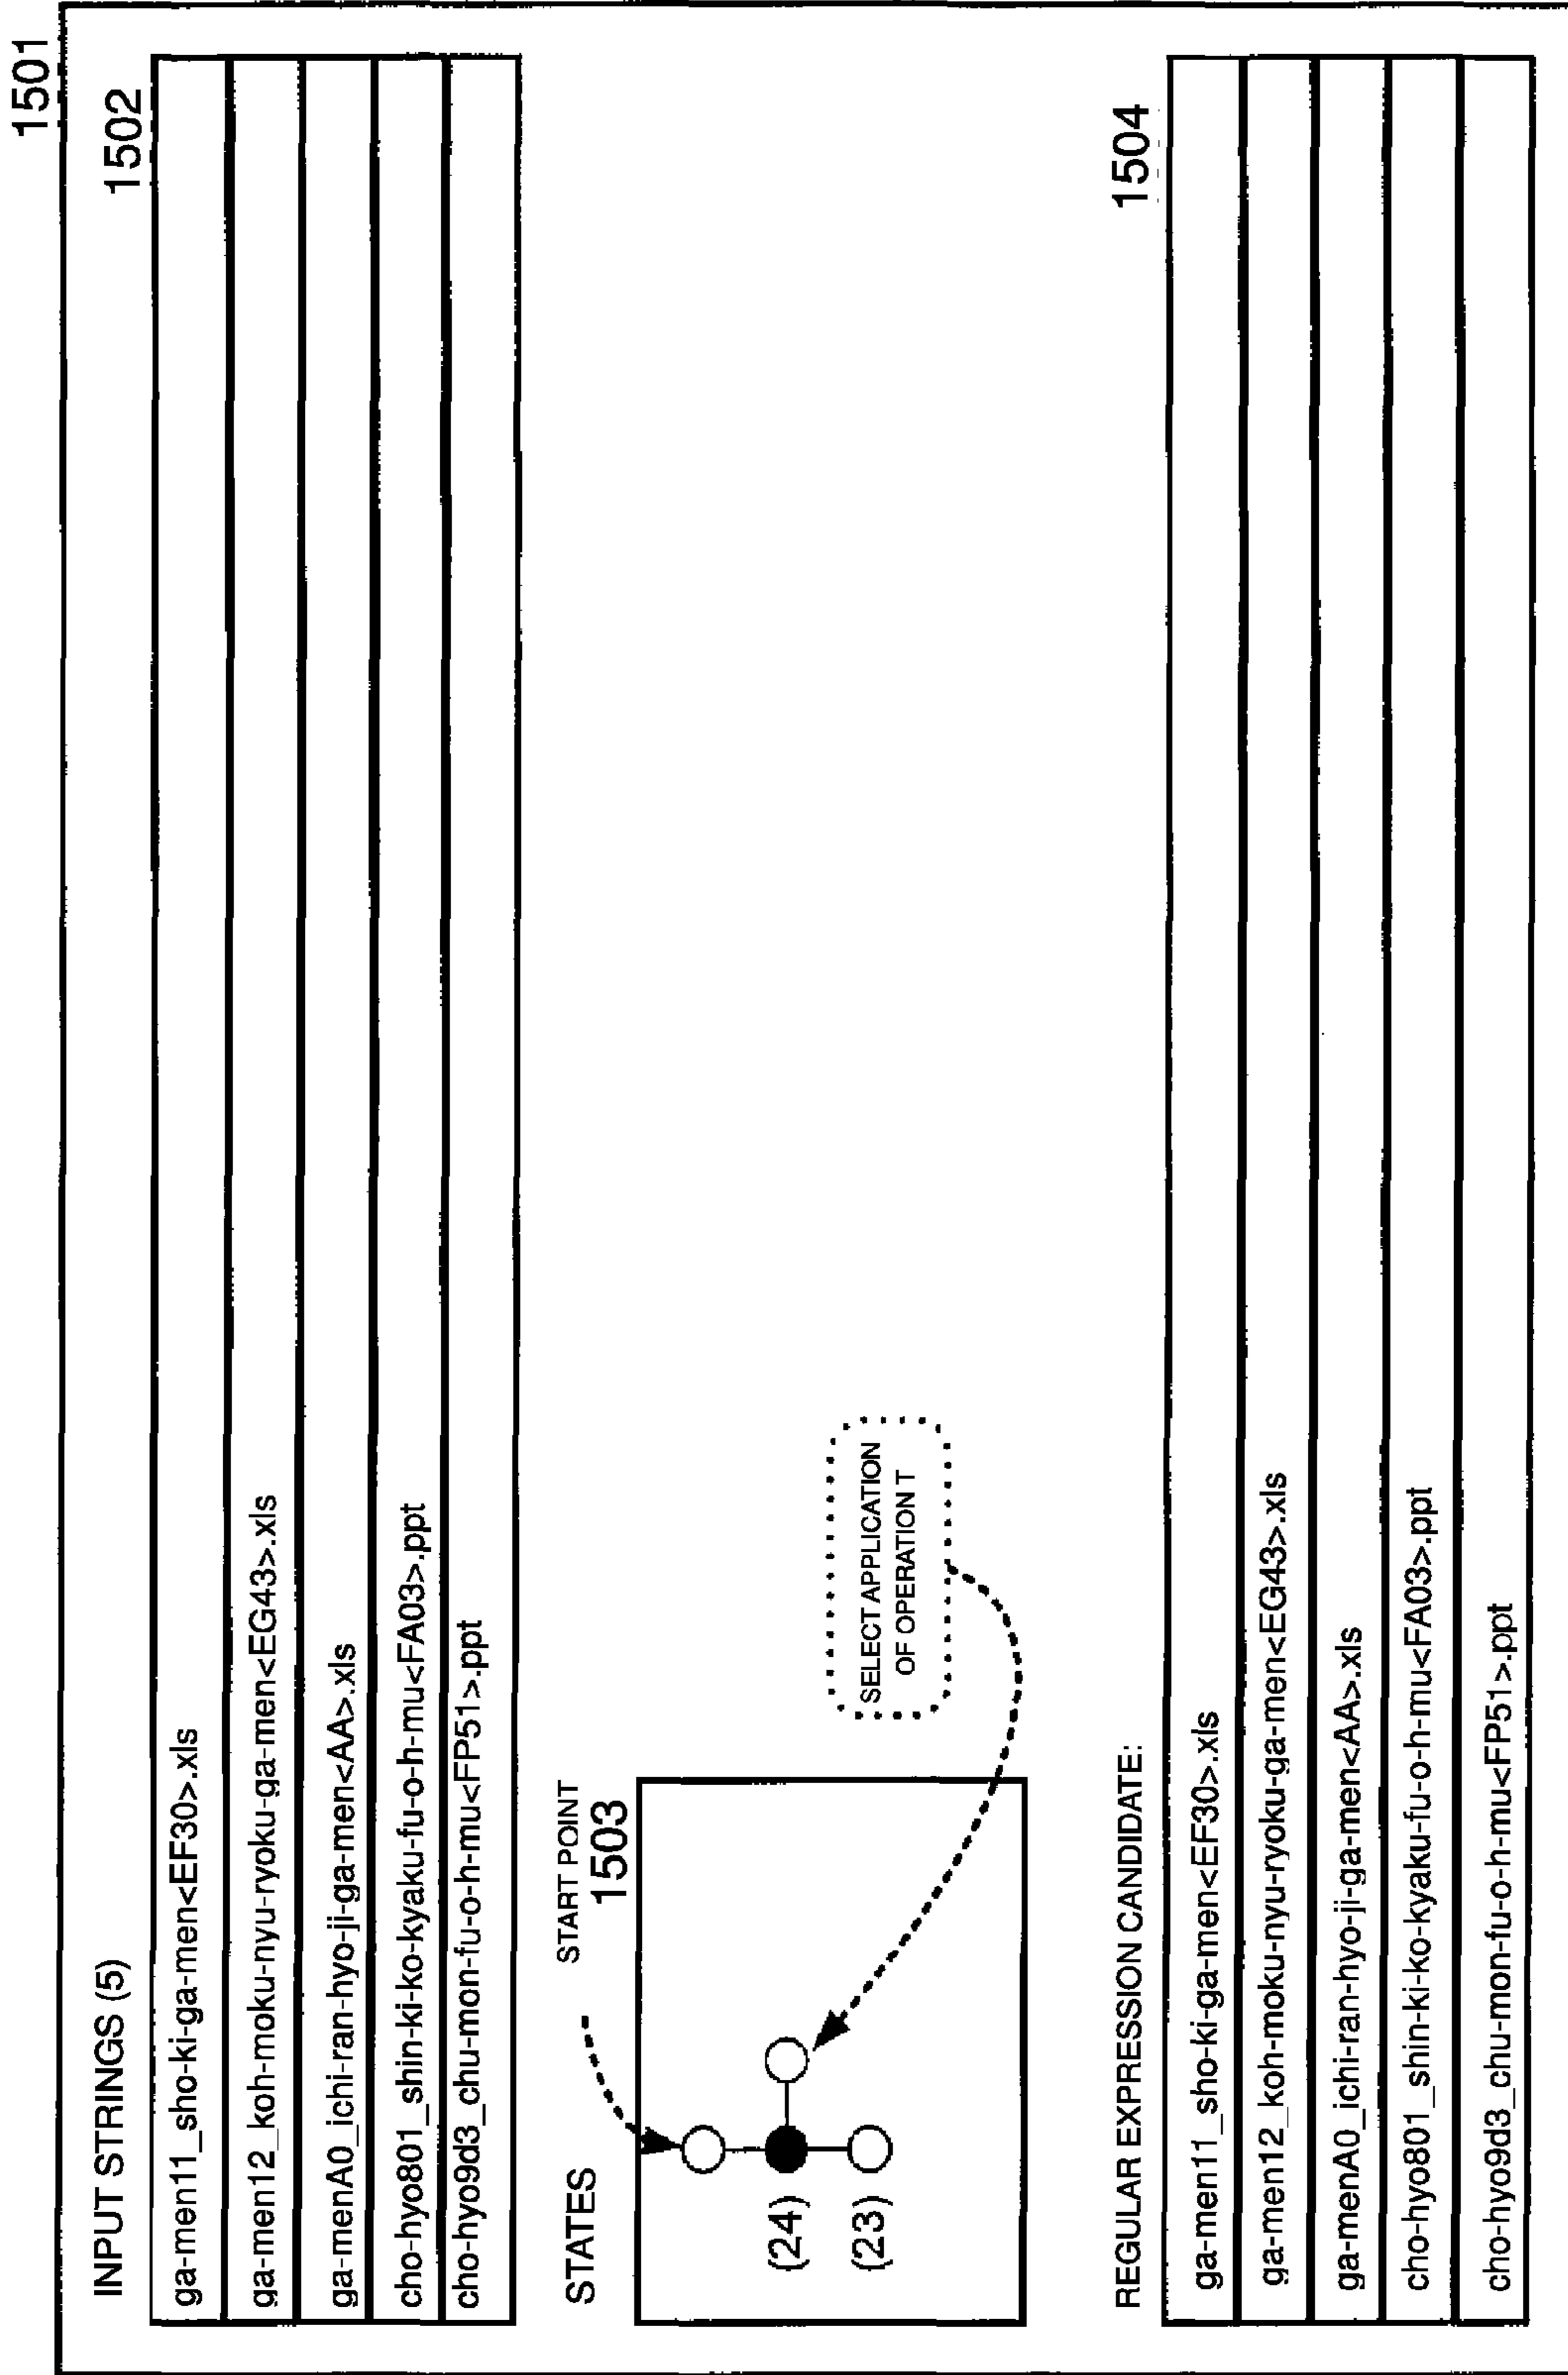 1501
INPUT STRINGS (5)
1502
ga-men11_sho-ki-ga-men<EF30>.xls
ga-men12_koh-moku-nyu-ryoku-ga-men<EG43>.xls
ga-menA0_ichi-ran-hyo-ji-ga-men<AA>.xls
cho-hyo801_shin-ki-ko-kyaku-fu-o-h-mu<FA03>.ppt
cho-hyo9d3_chu-mon-fu-o-h-mu<FP51>.ppt
STATES
START POINT
1503
(24)
(23)
SELECT APPLICATION
OF OPERATION T
REGULAR EXPRESSION CANDIDATE:
1504
ga-men11_sho-ki-ga-men<EF30>.xls
ga-men12_koh-moku-nyu-ryoku-ga-men<EG43>.xls
ga-menA0_ichi-ran-hyo-ji-ga-men<AA>.xls
cho-hyo801_shin-ki-ko-kyaku-fu-o-h-mu<FA03>.ppt
cho-hyo9d3_chu-mon-fu-o-h-mu<FP51>.ppt